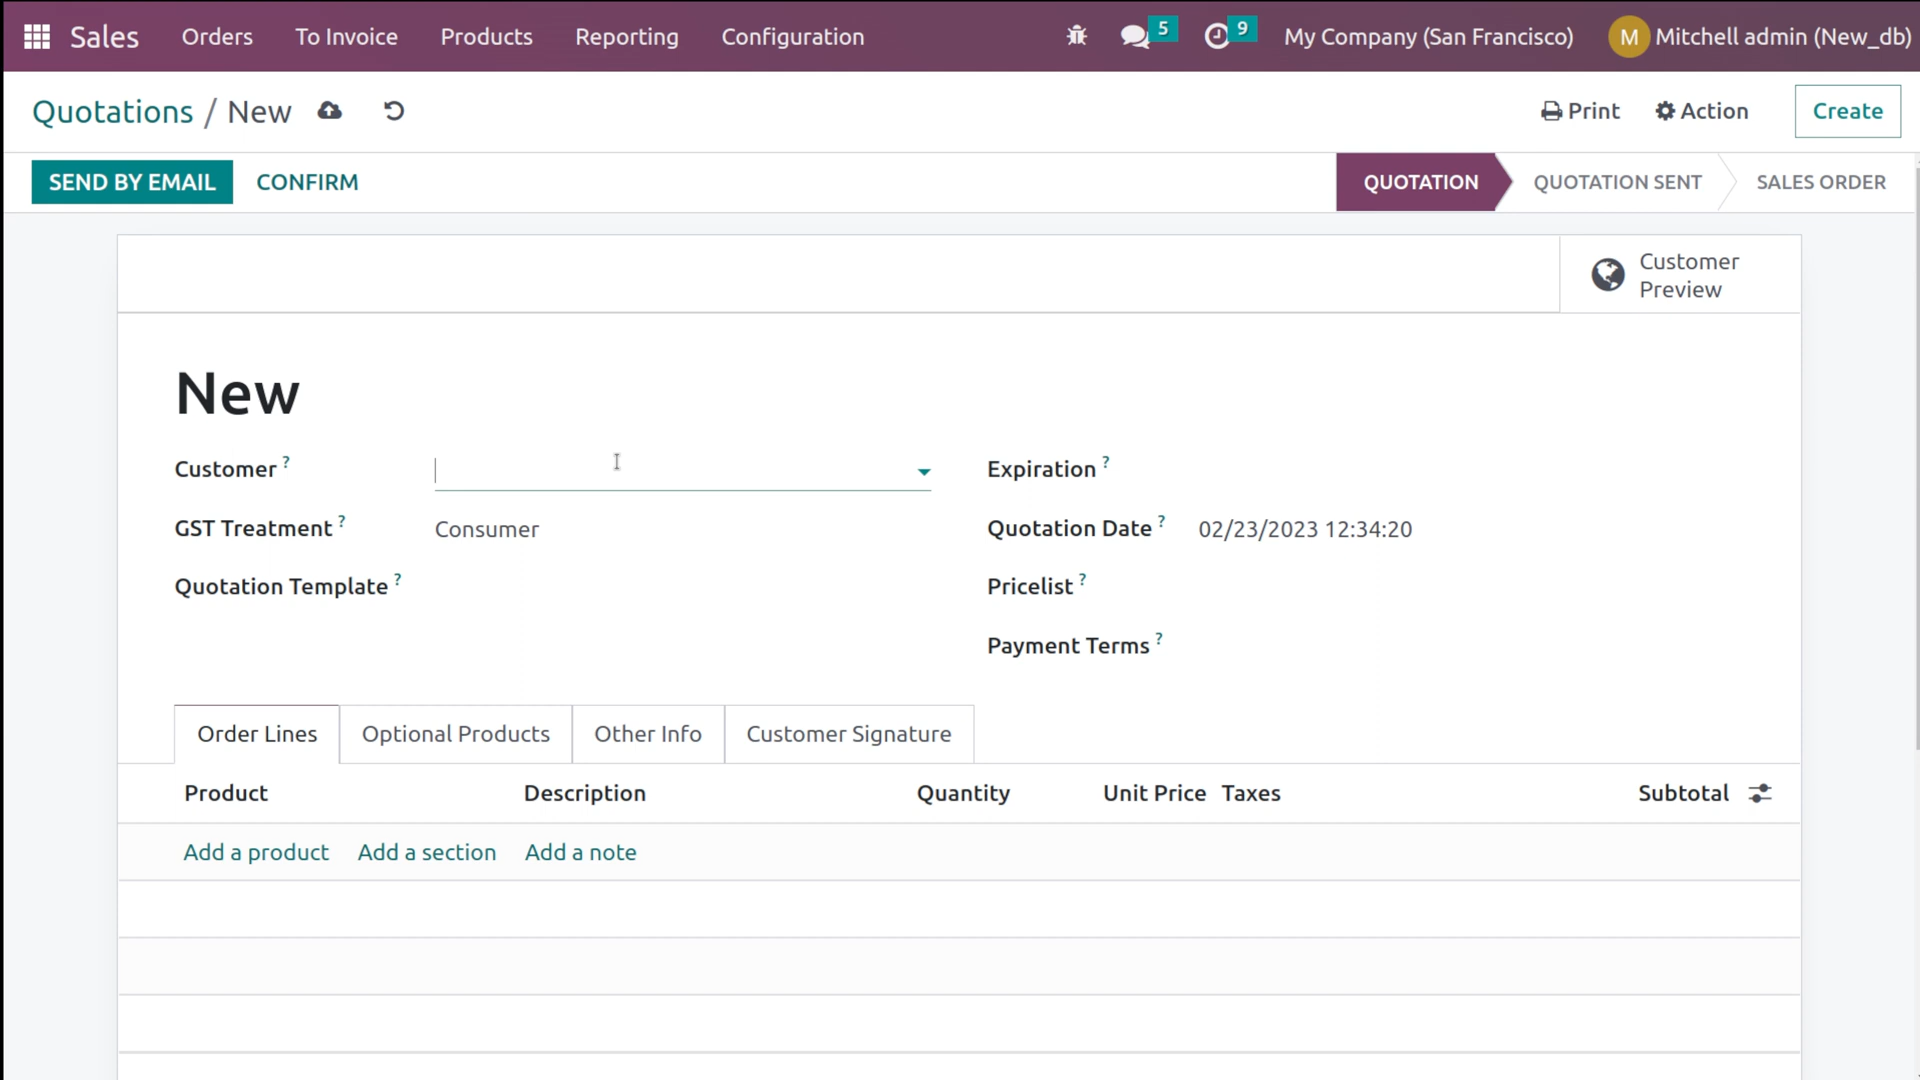 Sales Orders To Invoice Products Reporting Configuration 5 9 My Company (San Francisco) M Mitchell admin (New_db)
Quotations / New Print Action Create
SEND BY EMAIL CONFIRM QUOTATION QUOTATION SENT SALES ORDER
Customer
Preview
New
Customer ? Expiration ?
GST Treatment ? Consumer Quotation Date ? 02/23/2023 12:34:20
Quotation Template ? Pricelist ?
Payment Terms ?
Order Lines Optional Products Other Info Customer Signature
Product Description Quantity Unit Price Taxes Subtotal
Add a product Add a section Add a note